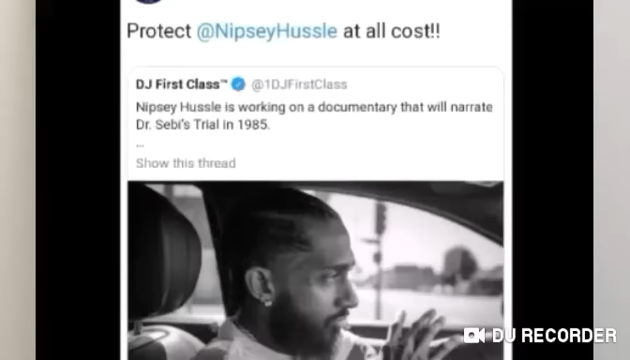 Protect @NipseyHussle at all cost!!
DJ First Class™ @1DJFirstClass
Nipsey Hussle is working on a documentary that will narrate
Dr. Sebi's Trial in 1985.
...
Show this thread
DU RECORDER